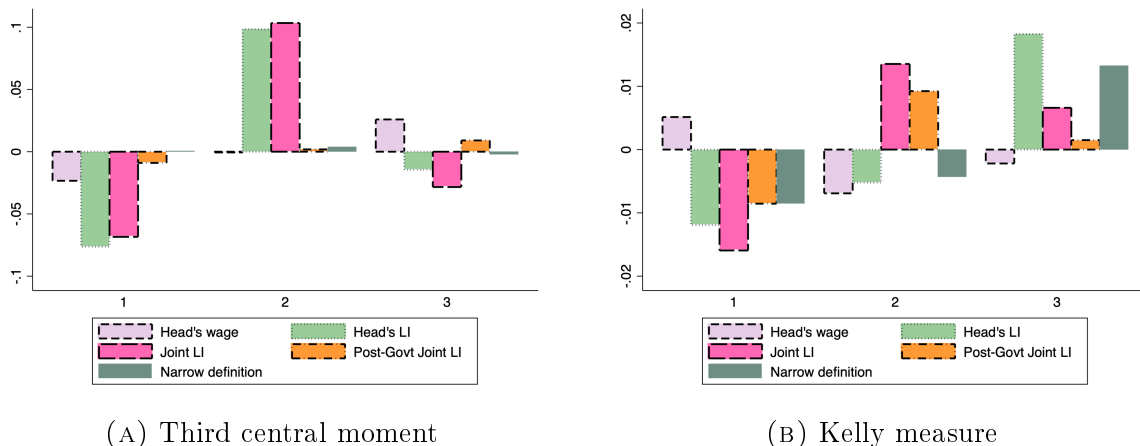 .1
.05
0
-.05
-.1
1 2 3
Head's wage Head's LI
Joint LI Post-Govt Joint LI
Narrow definition
(A) Third central moment
.02
.01
0
-.01
-.02
1 2 3
Head's wage Head's LI
Joint LI Post-Govt Joint LI
Narrow definition
(B) Kelly measure